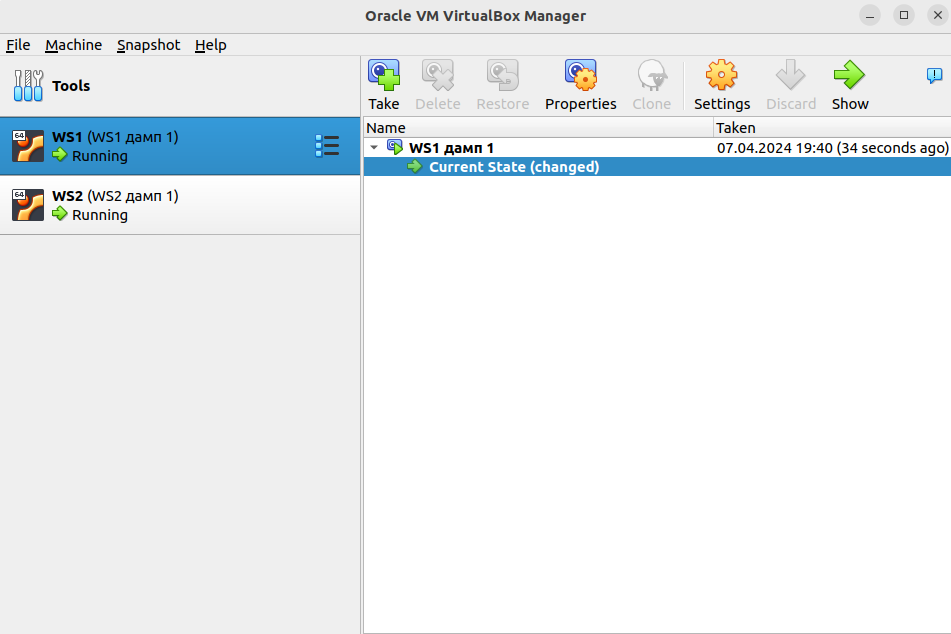 Oracle VM VirtualBox Manager
File Machine Snapshot Help
Tools
Take Delete Restore Properties Clone Settings Discard Show
Name Taken
64 WS1 (WS1 дамп 1)
Running
64 WS2 (WS2 дамп 1)
Running
WS1 дамп 1 07.04.2024 19:40 (34 seconds ago)
Current State (changed)